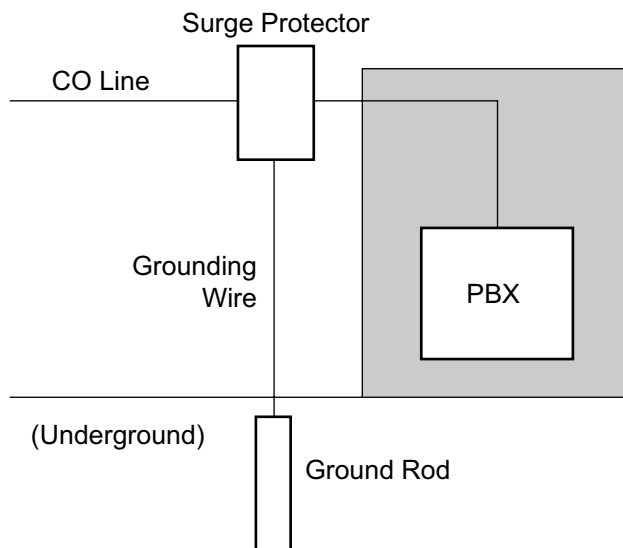 Surge Protector
CO Line
Grounding
Wire
PBX
(Underground)
Ground Rod